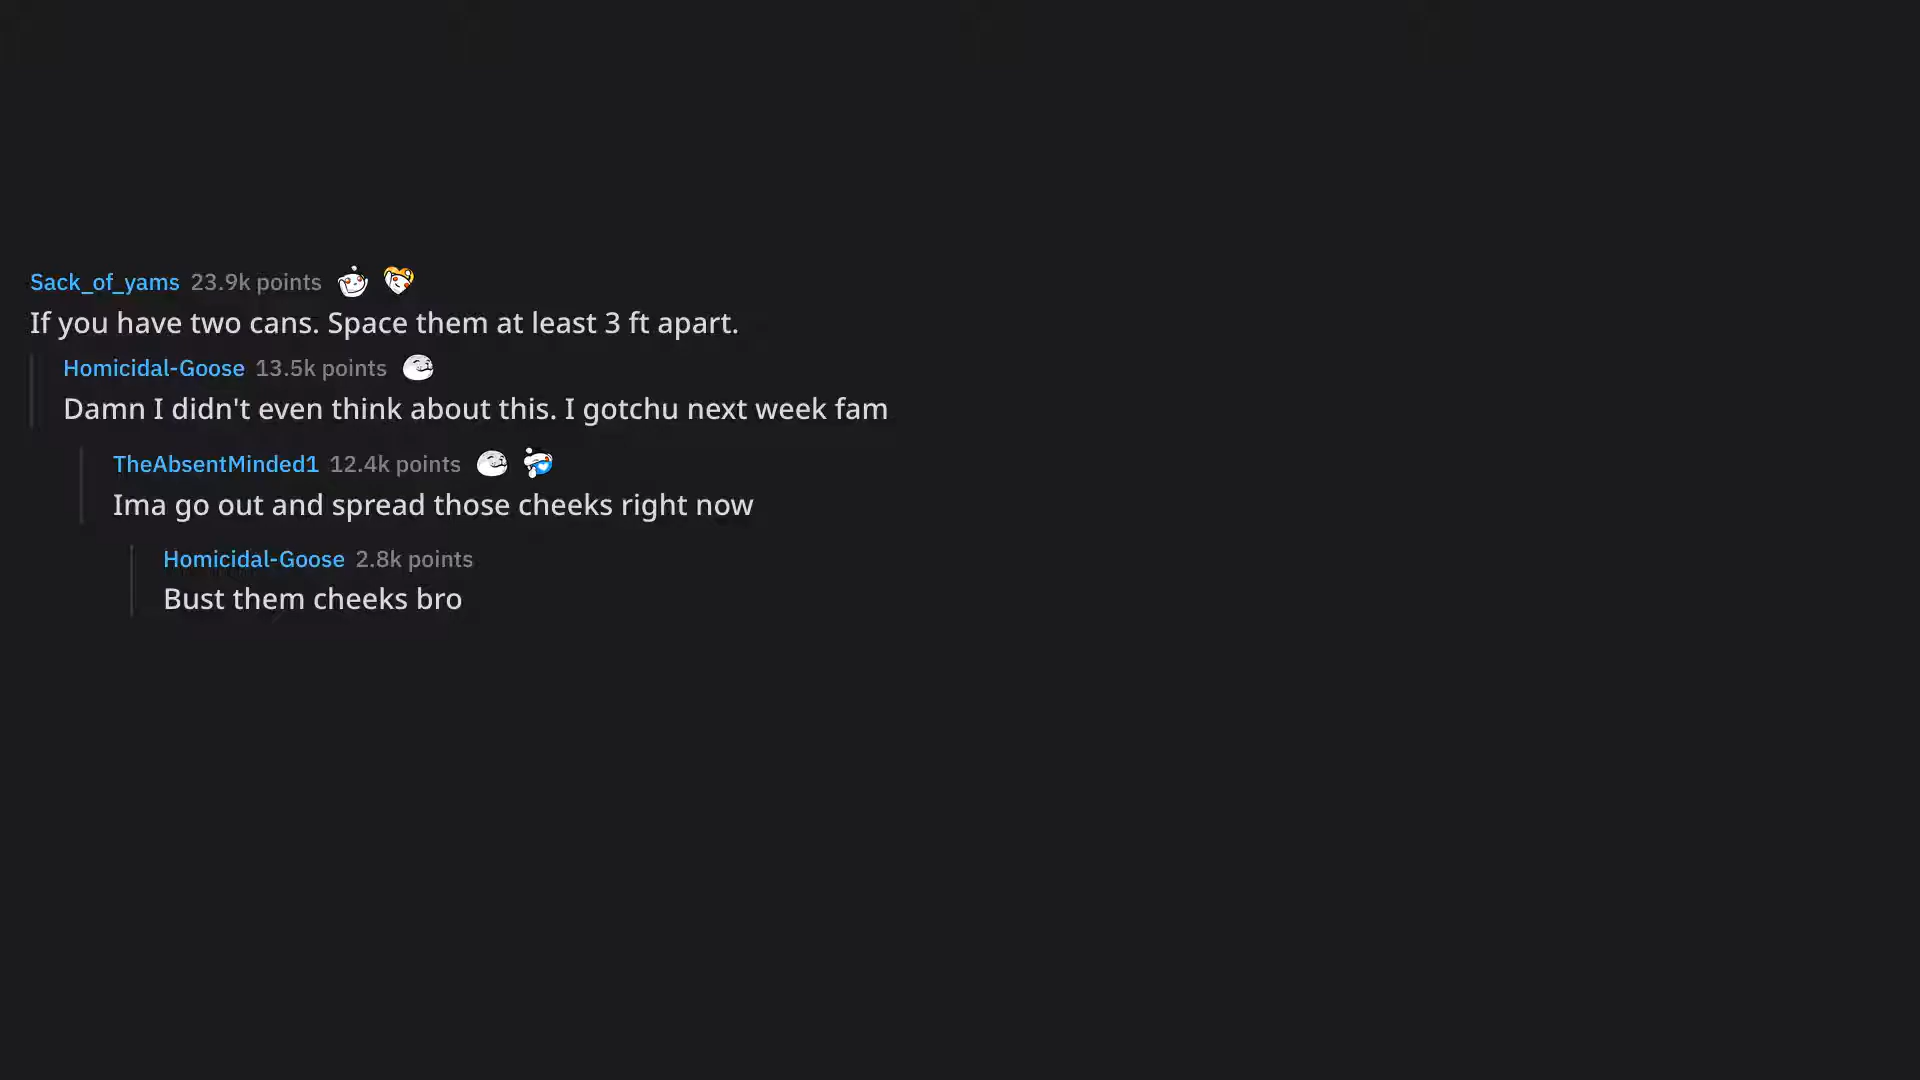 Sack_of_yams 23.9k points
If you have two cans. Space them at least 3 ft apart.
Homicidal-Goose 13.5k points
Damn I didn't even think about this. I gotchu next week fam
TheAbsentMinded1 12.4k points
Ima go out and spread those cheeks right now
Homicidal-Goose 2.8k points
Bust them cheeks bro